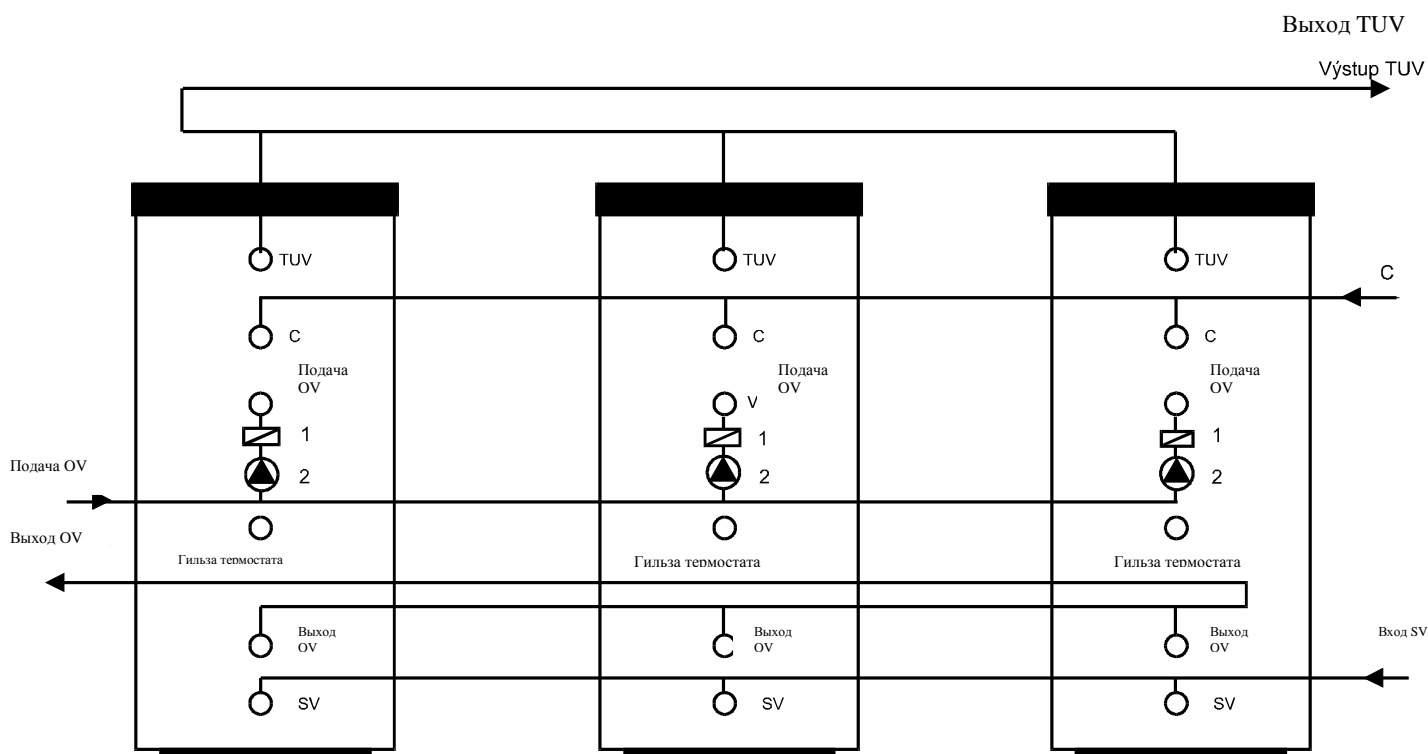 Выход TUV
Výstup TUV
TUV
TUV
TUV
C
C
C
C
Подача
OV
Подача
OV
Подача
OV
V
1
1
1
Подача OV
2
2
2
Выход OV
Гильза термостата
Гильза термостата
Гильза термостата
Выход
OV
Выход
OV
Выход
OV
Вход SV
SV
SV
SV